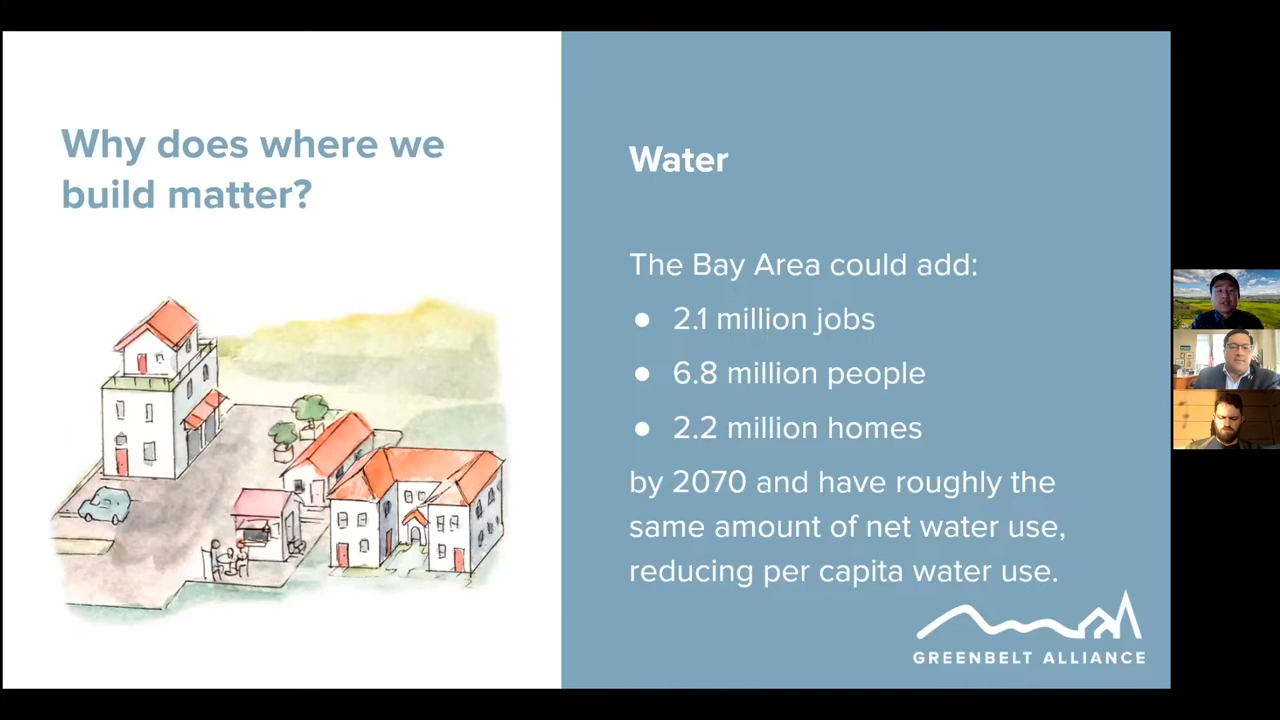 Why does where we
build matter?
Water
The Bay Area could add:
● 2.1 million jobs
● 6.8 million people
● 2.2 million homes
by 2070 and have roughly the
same amount of net water use,
reducing per capita water use.
GREENBELT ALLIANCE